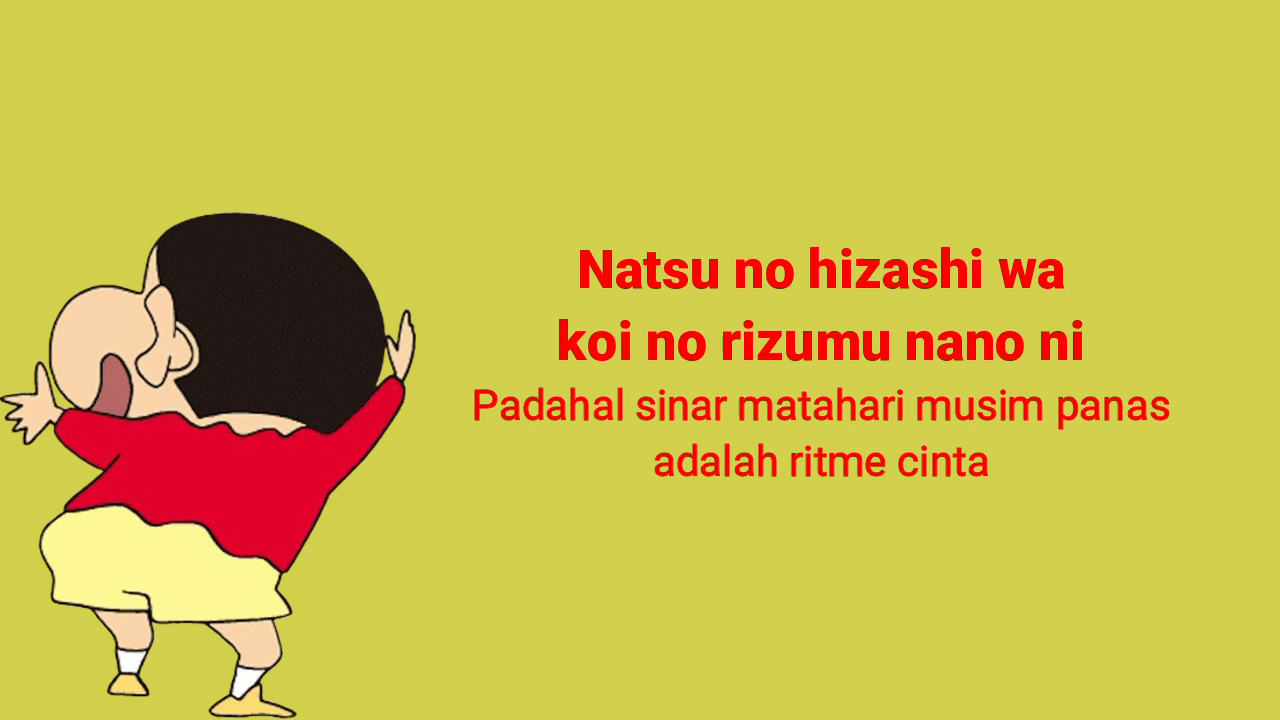 Natsu no hizashi wa
koi no rizumu nano ni
Padahal sinar matahari musim panas
adalah ritme cinta